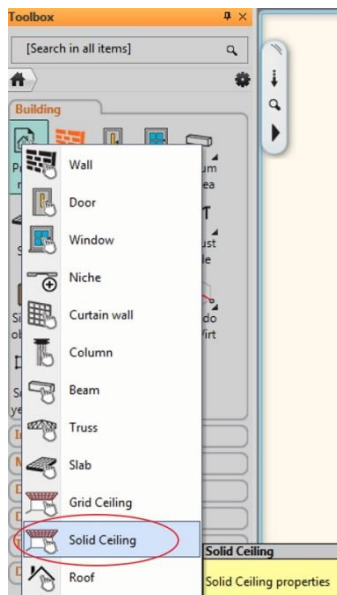 Toolbox
[Search in all items]
Building
Wall
Door
Window
Niche
Curtain wall
Column
Beam
Truss
Slab
Grid Ceiling
Solid Ceiling
Roof
Solid Ceiling
Solid Ceiling properties